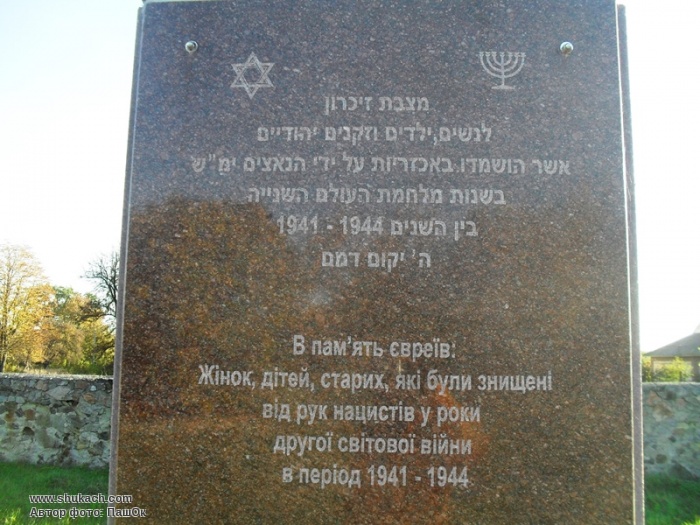 מצבת זיכרון
לנשים,ילדים וזקנים יהודיים
אשר הושמדו באכזריות על ידי הנאצים ימ"ש
בשנות מלחמת העולם השנייה
בין השנים 1944 - 1941
ה' יקום דמם
В пам'ять євреїв:
Жінок, дітей, старих, які були знищені
від рук нацистів у роки
другої світової війни
в період 1941 - 1944
www.shukach.com
Автор фото: ПашОк